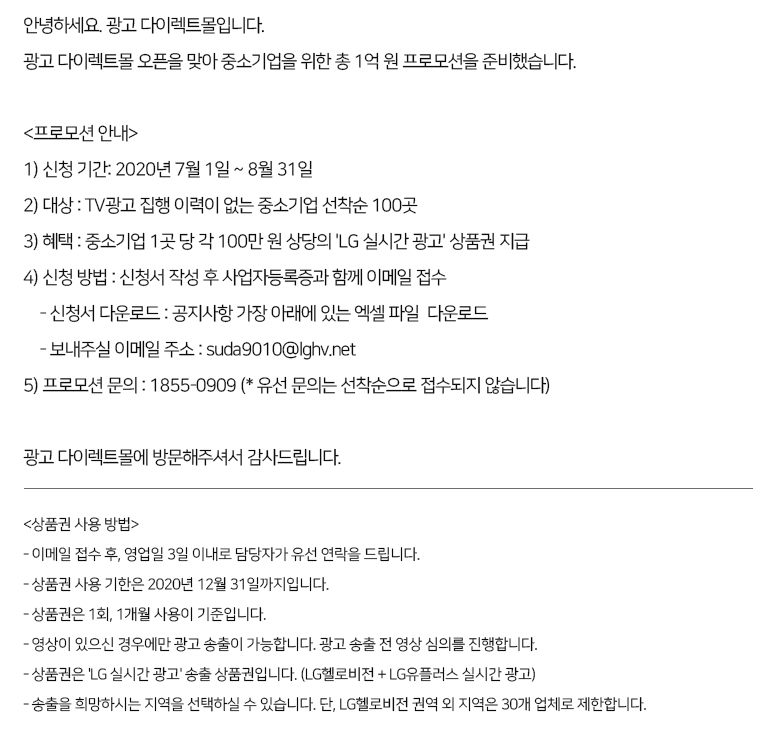 안녕하세요. 광고 다이렉트몰입니다.
광고 다이렉트몰 오픈을 맞아 중소기업을 위한 총 1억 원 프로모션을 준비했습니다.
<프로모션 안내>
1) 신청 기간: 2020년 7월 1일 ~ 8월 31일
2) 대상 : TV광고 집행 이력이 없는 중소기업 선착순 100곳
3) 혜택 : 중소기업 1곳 당 각 100만 원 상당의 'LG 실시간 광고' 상품권 지급
4) 신청 방법 : 신청서 작성 후 사업자등록증과 함께 이메일 접수
- 신청서 다운로드 : 공지사항 가장 아래에 있는 엑셀 파일 다운로드
- 보내주실 이메일 주소 : suda9010@lghv.net
5) 프로모션 문의 : 1855-0909 (* 유선 문의는 선착순으로 접수되지 않습니다)
광고 다이렉트몰에 방문해주셔서 감사드립니다.
<상품권 사용 방법>
- 이메일 접수 후, 영업일 3일 이내로 담당자가 유선 연락을 드립니다.
- 상품권 사용 기한은 2020년 12월 31일까지입니다.
- 상품권은 1회, 1개월 사용이 기준입니다.
- 영상이 있으신 경우에만 광고 송출이 가능합니다. 광고 송출 전 영상 심의를 진행합니다.
- 상품권은 'LG 실시간 광고' 송출 상품권입니다. (LG헬로비전 + LG유플러스 실시간 광고)
- 송출을 희망하시는 지역을 선택하실 수 있습니다. 단, LG헬로비전 권역 외 지역은 30개 업체로 제한합니다.